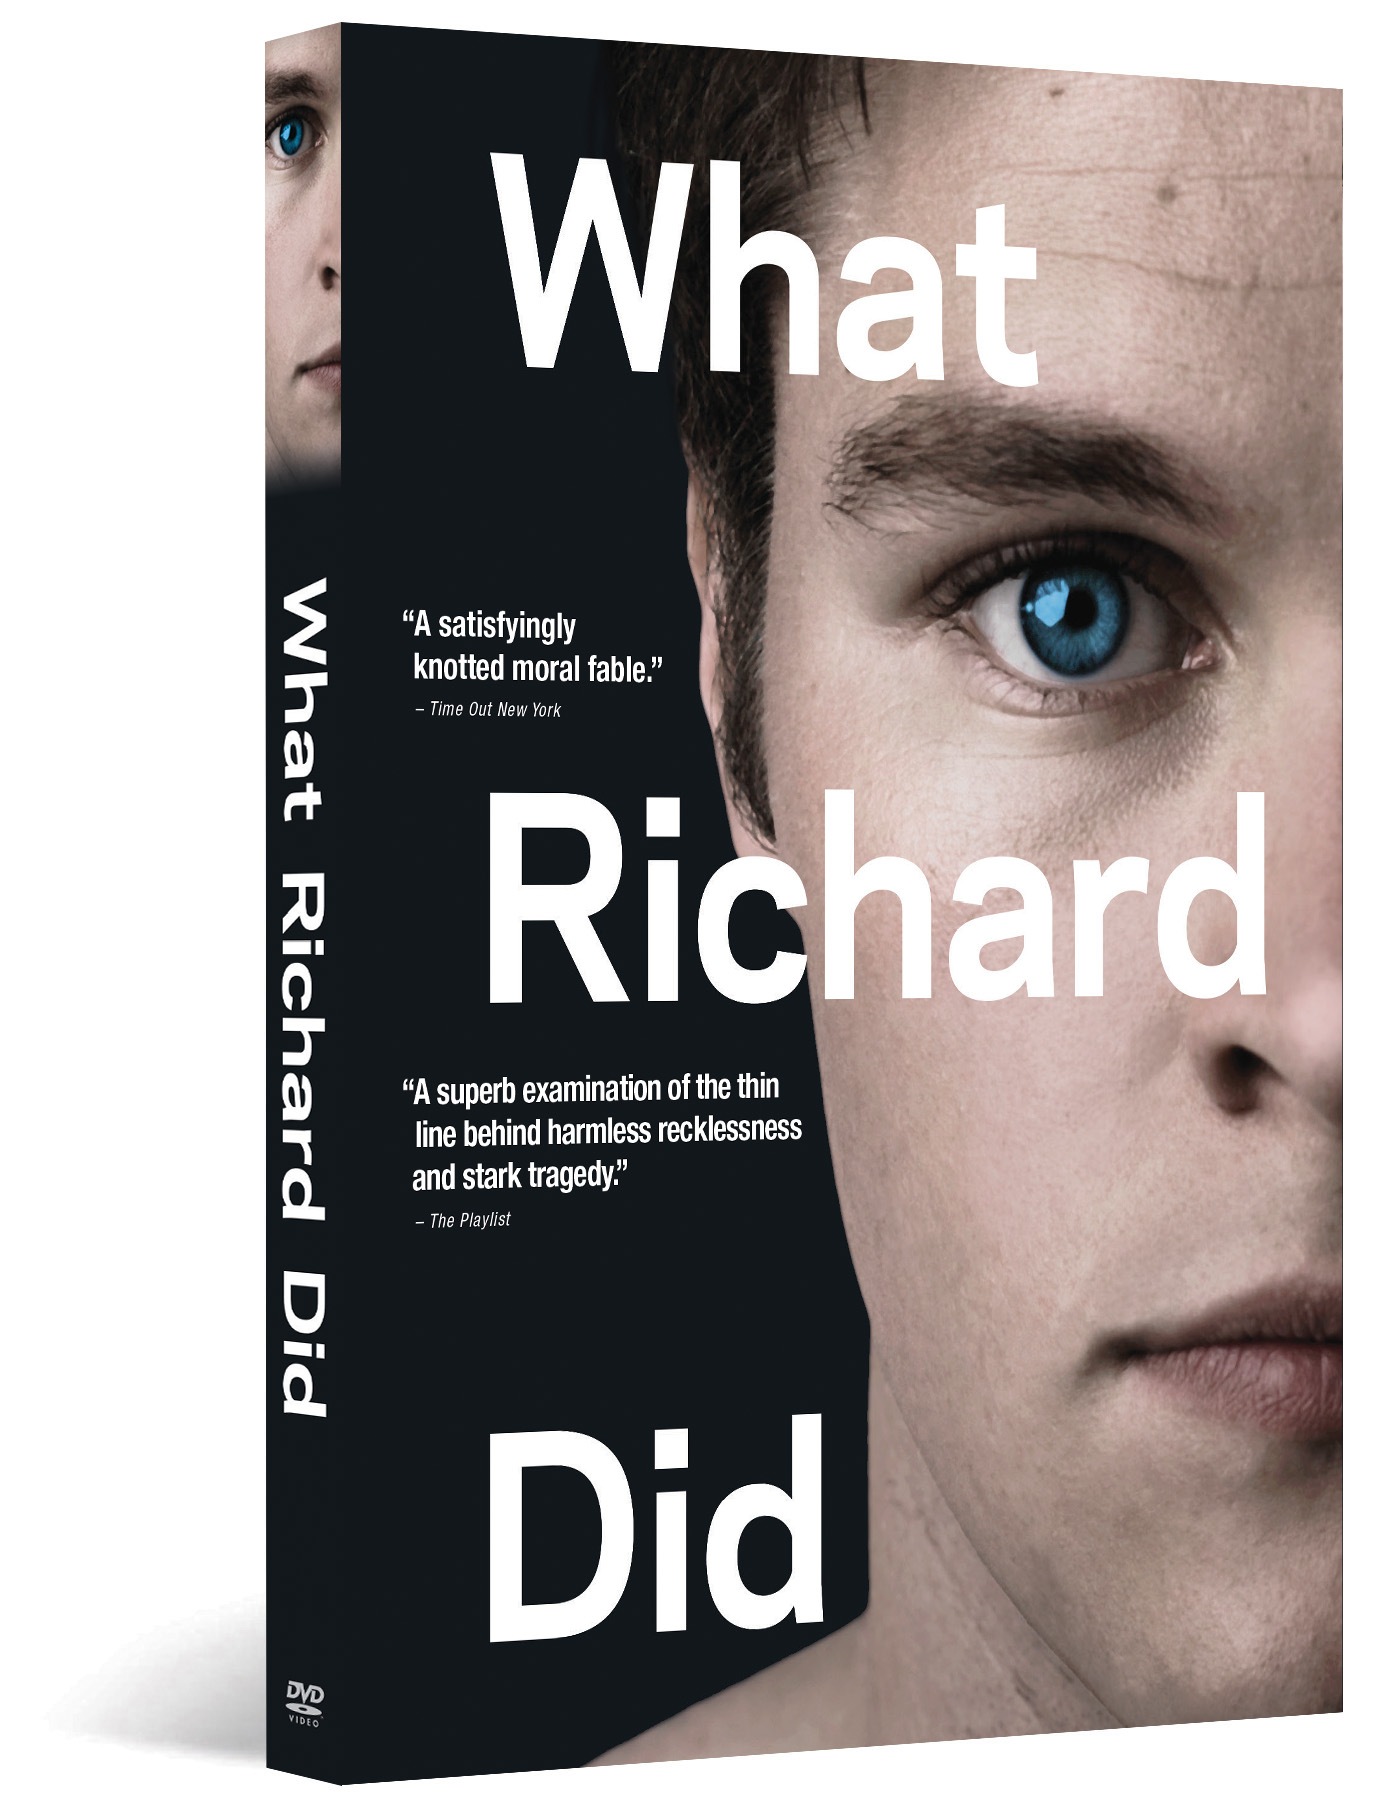 What Richard Did
DVD
VIDEO
What
“A satisfyingly
knotted moral fable.”
– Time Out New York
Richard
“A superb examination of the thin
line behind harmless recklessness
and stark tragedy.”
– The Playlist
Did